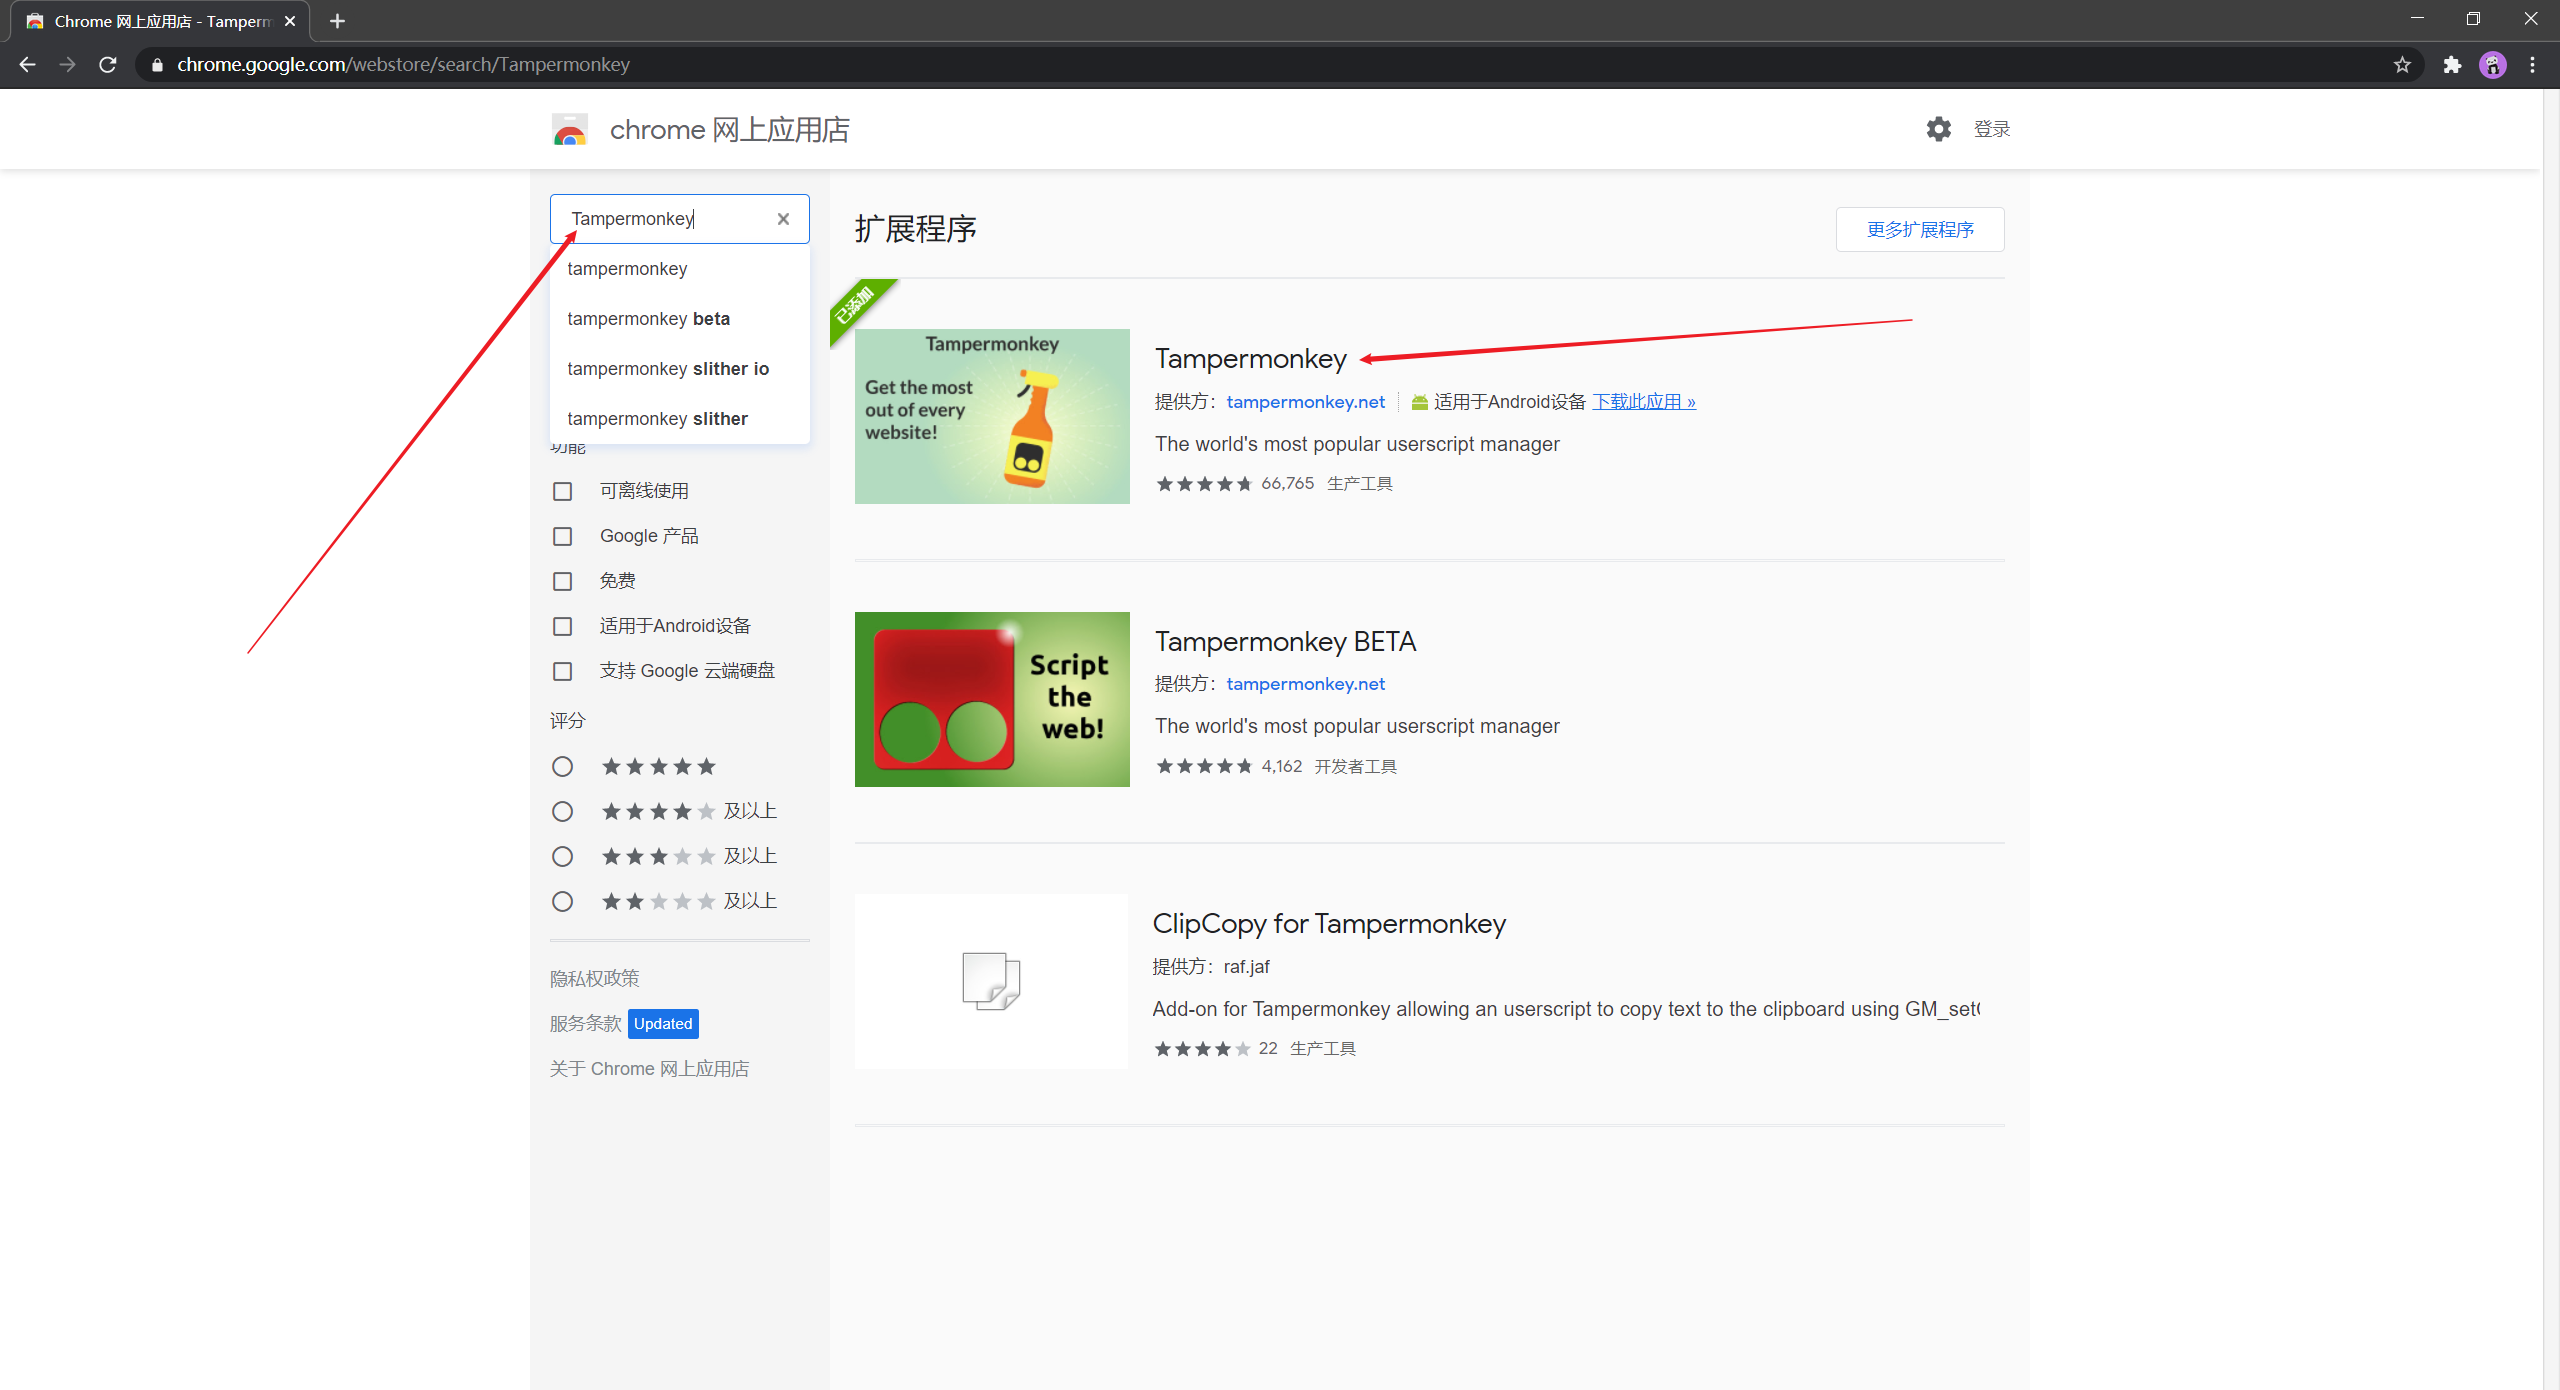 Chrome 网上应用店 - Tamperm
chrome.google.com/webstore/search/Tampermonkey
chrome 网上应用店
登录
Tampermonkey
tampermonkey
tampermonkey beta
tampermonkey slither io
tampermonkey slither
功能
可离线使用
Google 产品
免费
适用于Android设备
支持 Google 云端硬盘
评分
及以上
及以上
及以上
隐私权政策
服务条款 Updated
关于 Chrome 网上应用店
扩展程序
更多扩展程序
已添加
Tampermonkey
Get the most
out of every
website!
Tampermonkey
提供方：tampermonkey.net 适用于Android设备 下载此应用 »
The world's most popular userscript manager
66,765 生产工具
Script
the
web!
Tampermonkey BETA
提供方：tampermonkey.net
The world's most popular userscript manager
4,162 开发者工具
ClipCopy for Tampermonkey
提供方：raf.jaf
Add-on for Tampermonkey allowing an userscript to copy text to the clipboard using GM_set
22 生产工具